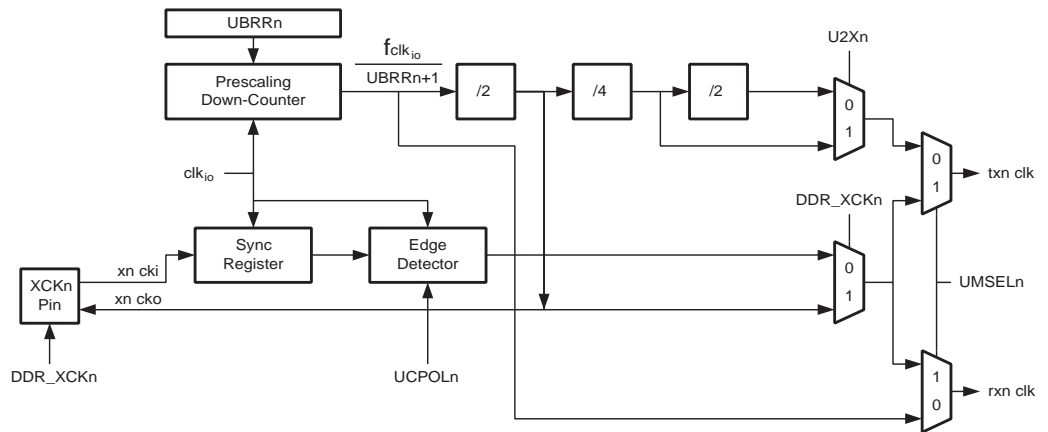 UBRRn
fclkio
UBRRn+1
U2Xn
Prescaling
Down-Counter
/2
/4
/2
0
1
clkio
0
1
txn clk
DDR_XCKn
Sync
Register
Edge
Detector
xn cki
0
1
XCKn
Pin
xn cko
UMSELn
DDR_XCKn
UCPOLn
1
0
rxn clk